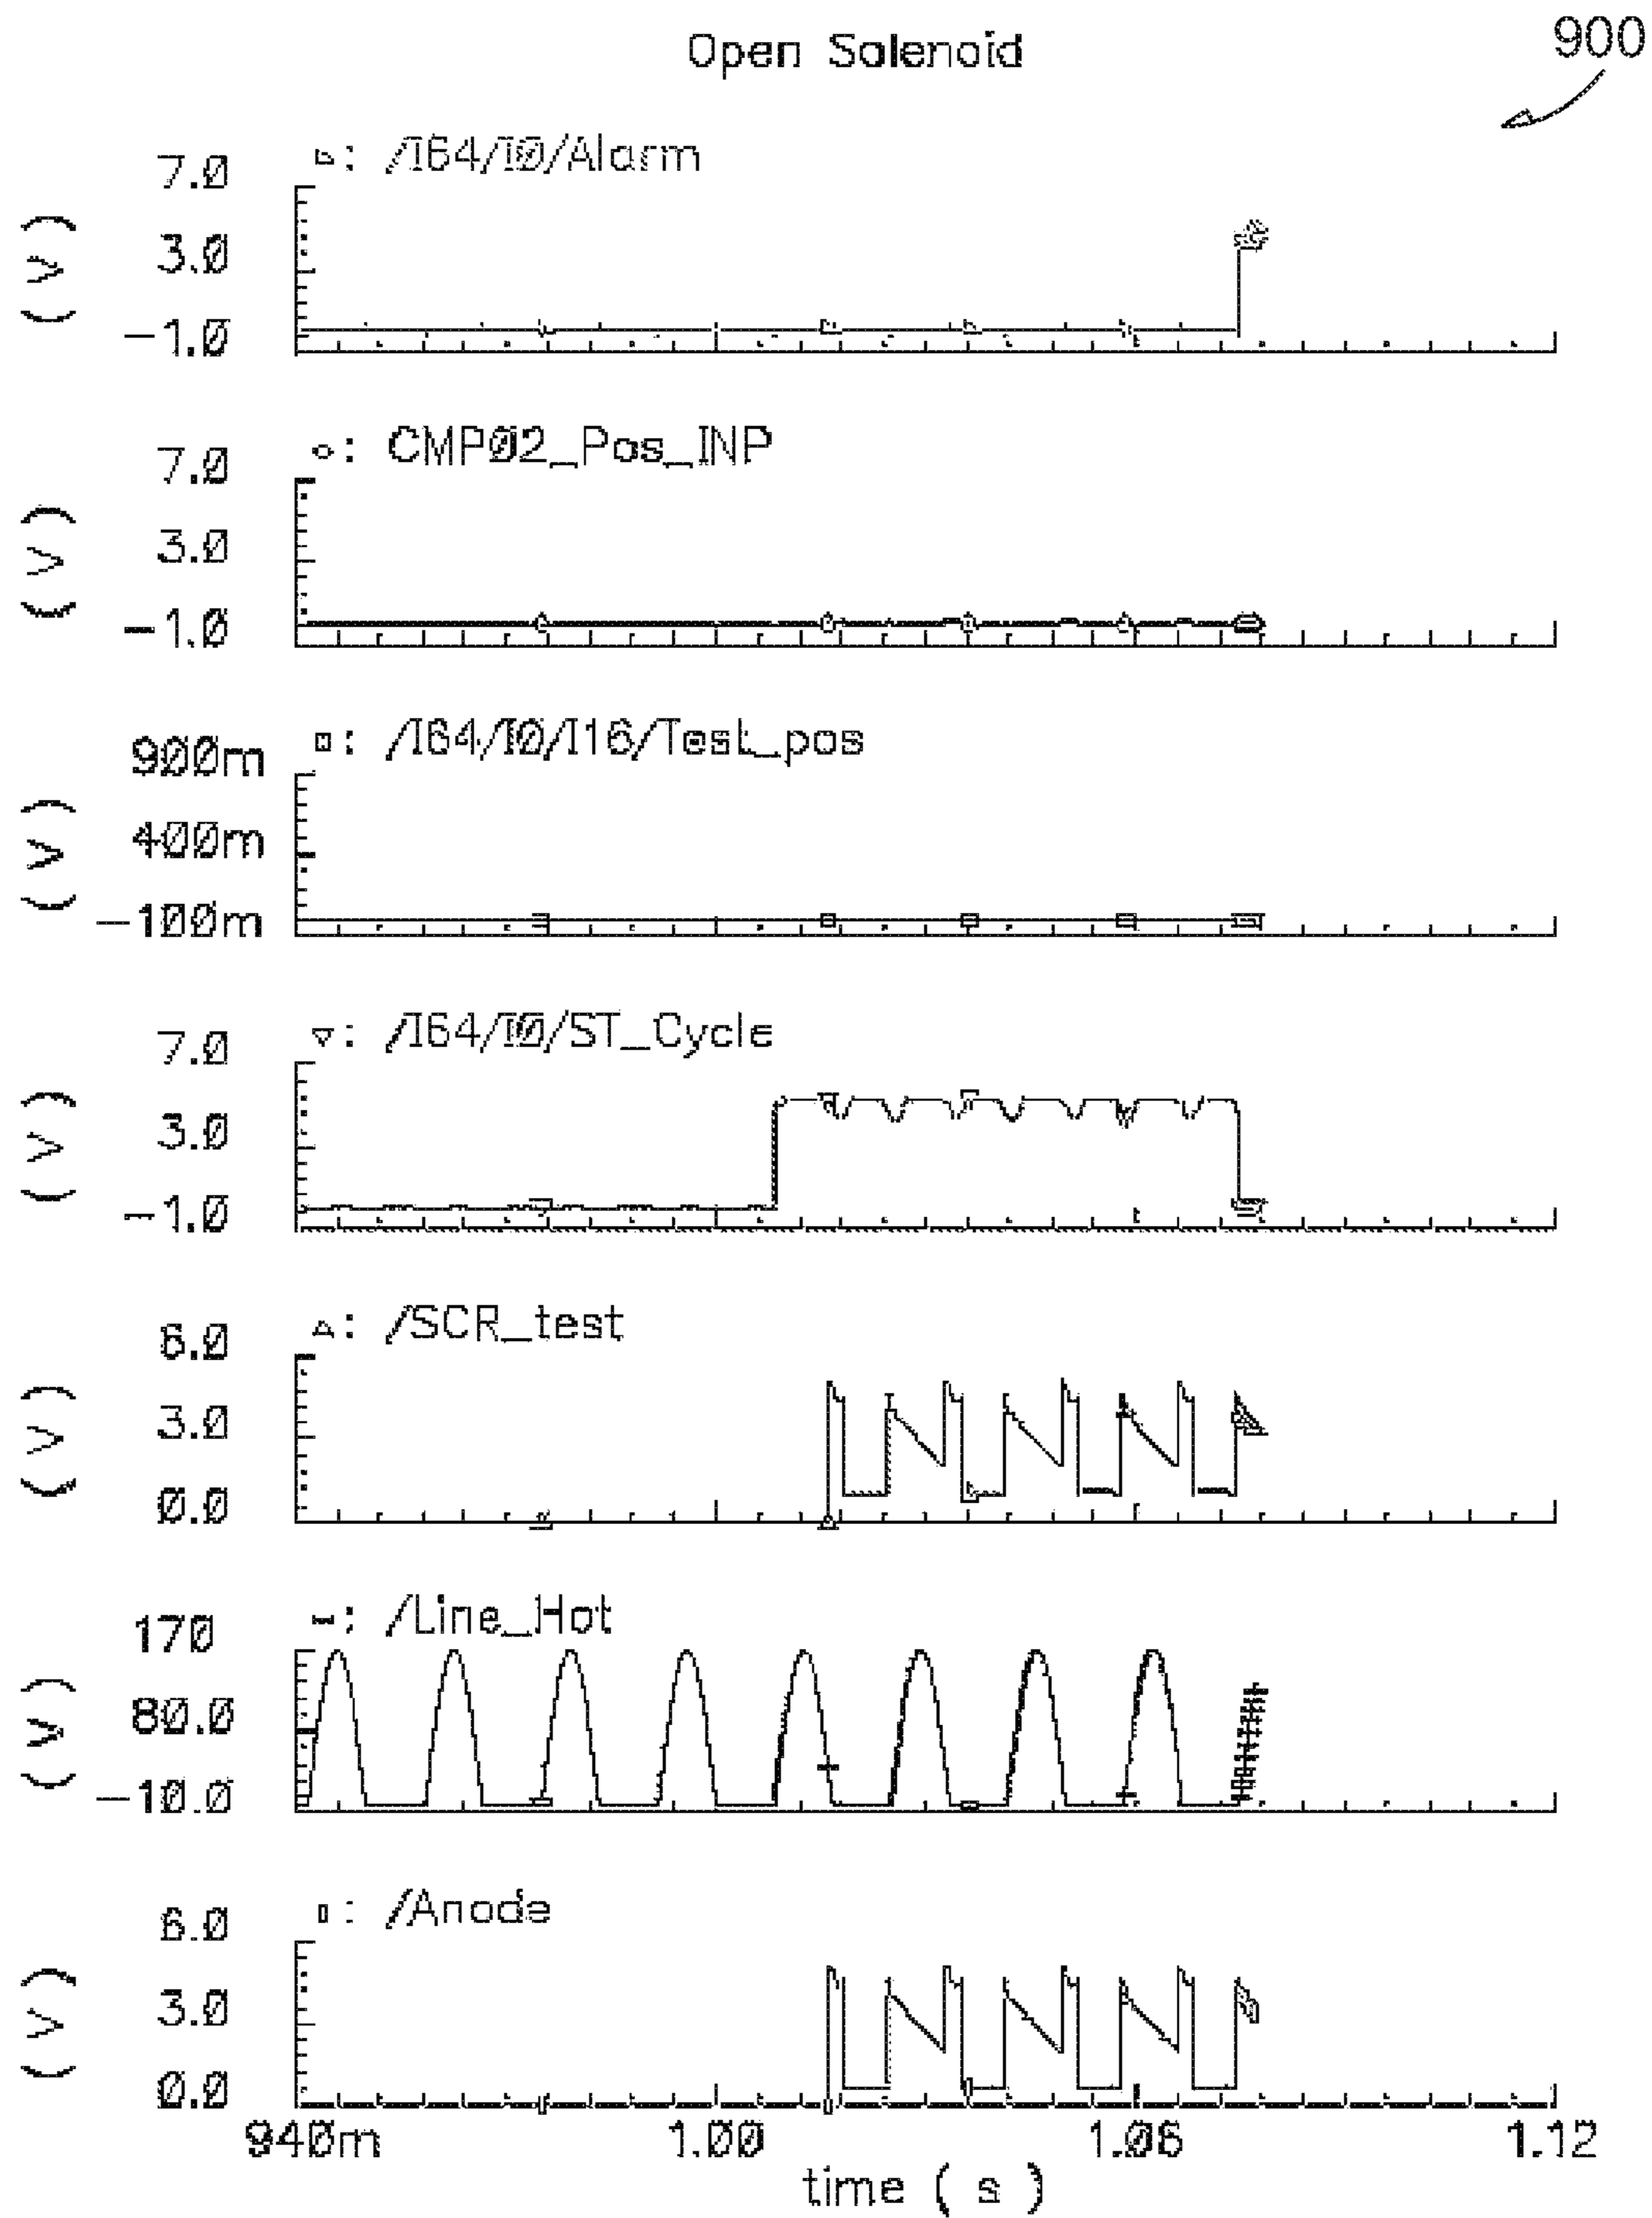 900
Open Solenoid
▹: /I64/I0/Alarm
7.0
(V)
3.0
-1.0
○: CMP02_Pos_INP
7.0
(V)
3.0
-1.0
□: /I64/I0/I16/Test_pos
900m
(V)
400m
-100m
▽: /I64/I0/ST_Cycle
7.0
(V)
3.0
-1.0
▵: /SCR_test
6.0
(V)
3.0
0.0
-: /Line_Hot
170
(V)
80.0
-10.0
▯: /Anode
6.0
(V)
3.0
0.0
940m 1.00 1.06 1.12
time ( s )